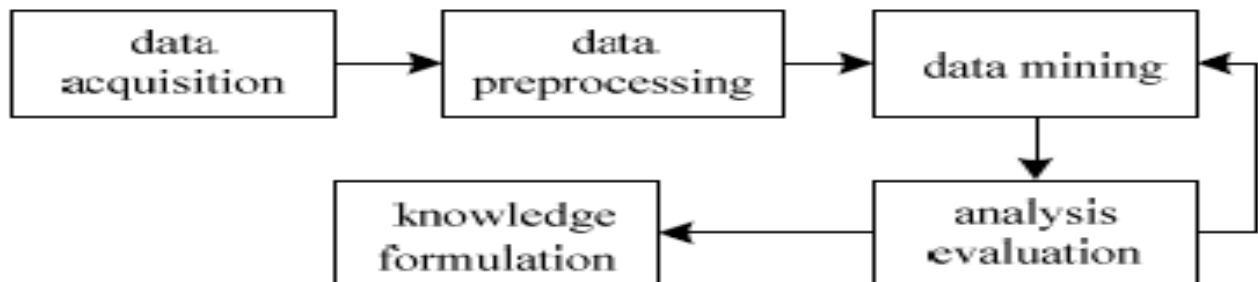 data
acquisition
data
preprocessing
data mining
knowledge
formulation
analysis
evaluation